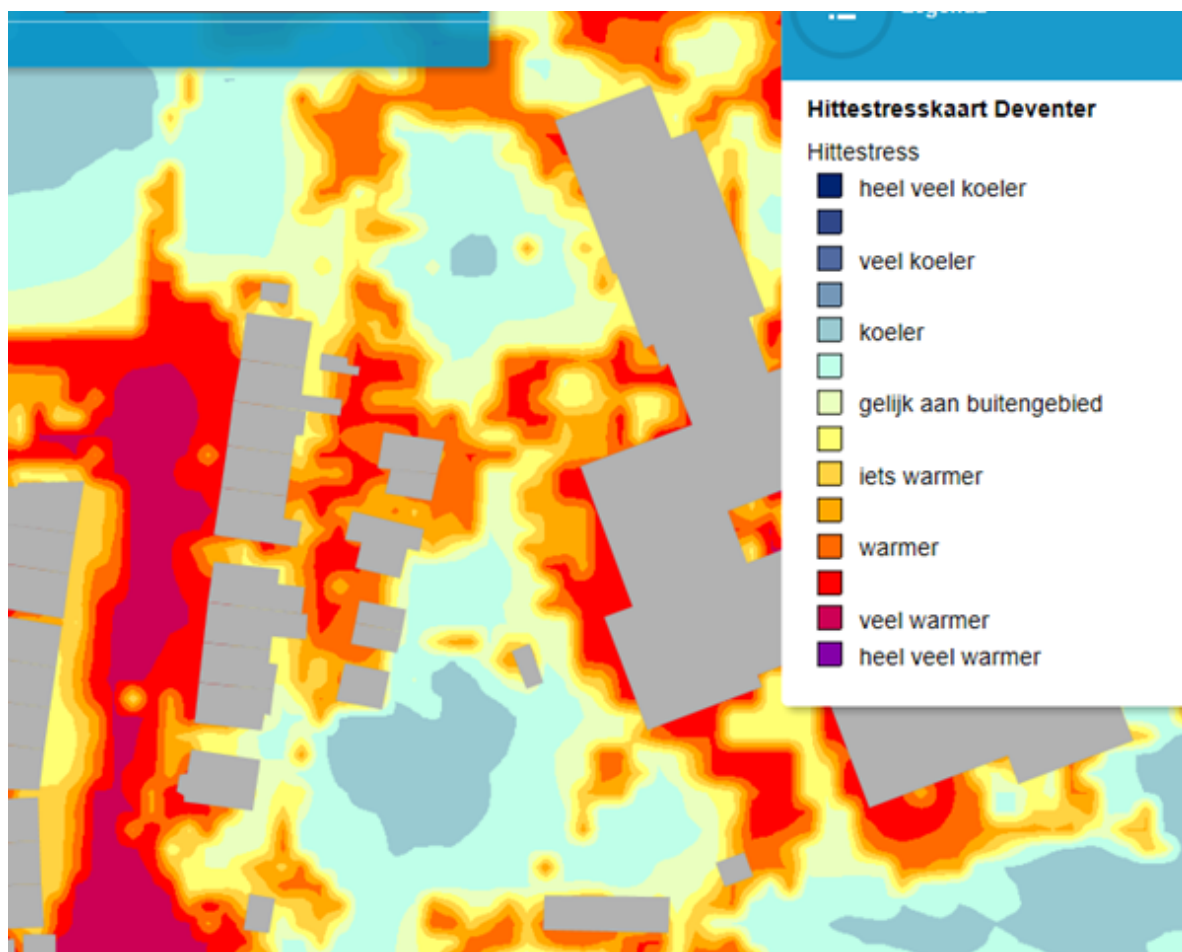 Hittestresskaart Deventer
Hittestress
heel veel koeler
veel koeler
koeler
gelijk aan buitengebied
iets warmer
warmer
veel warmer
heel veel warmer